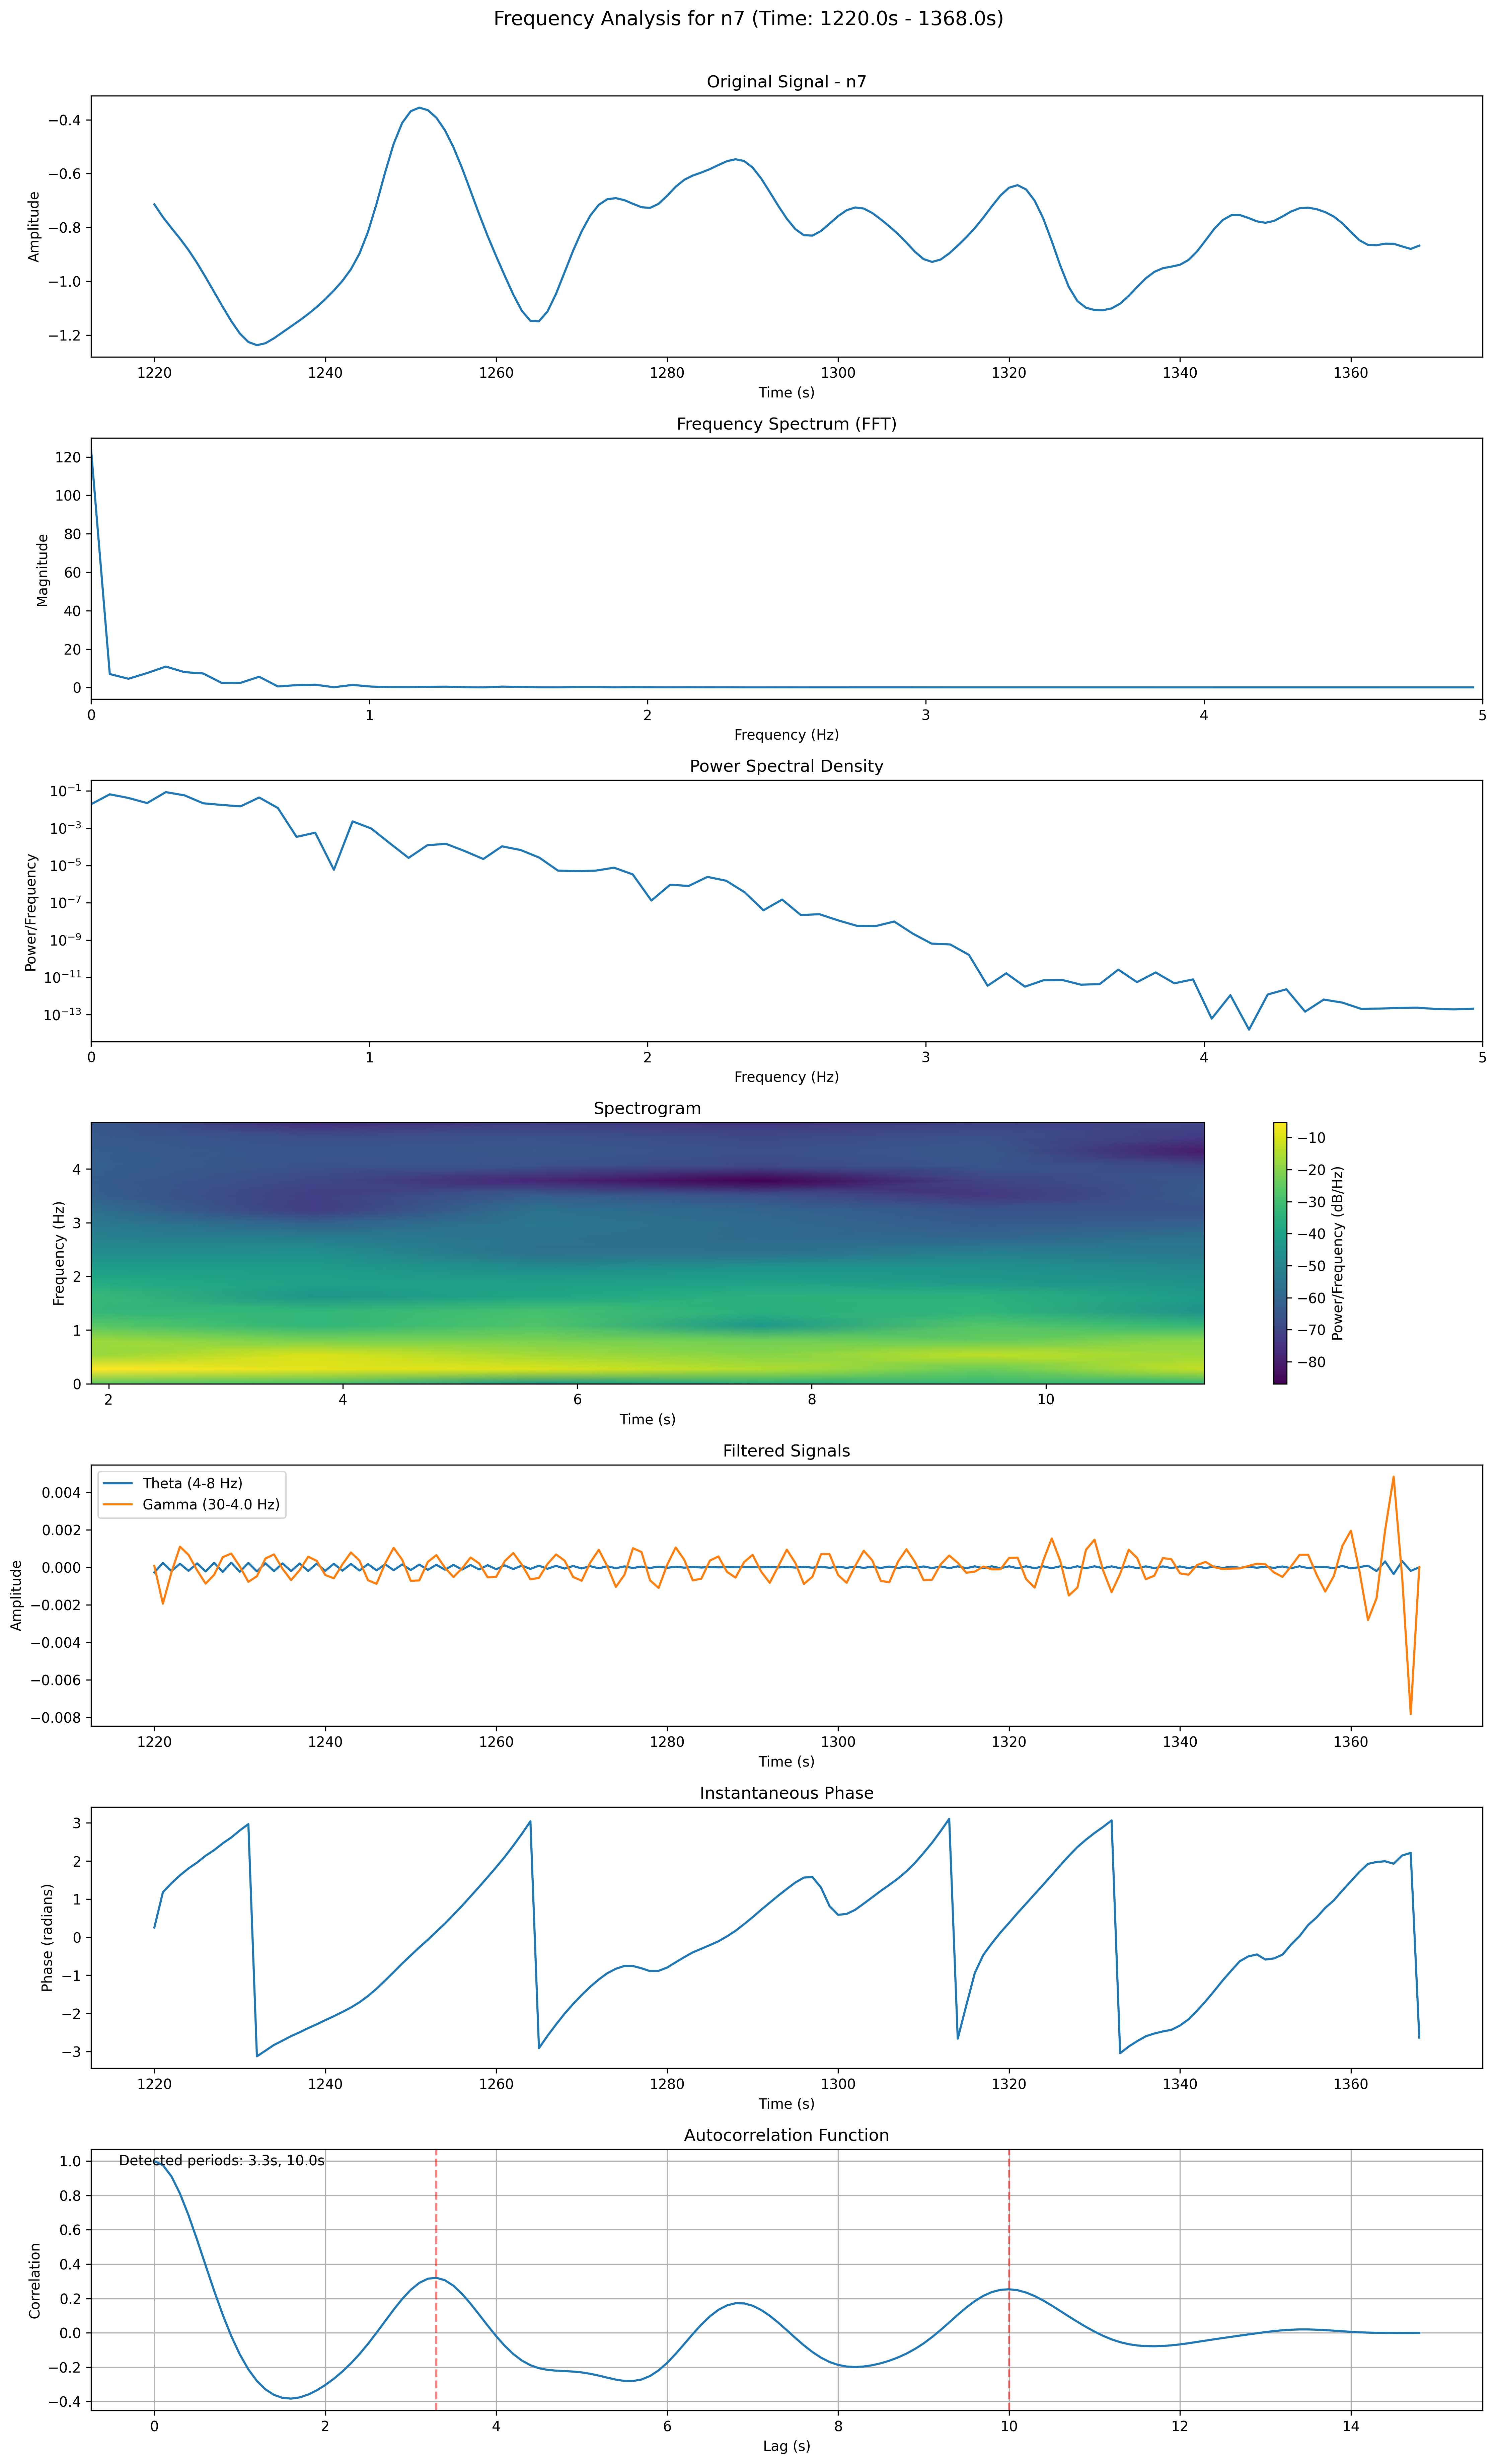 Frequency Analysis for n7 (Time: 1220.0s - 1368.0s)
Original Signal - n7
Amplitude
−0.4
−0.6
−0.8
−1.0
−1.2
1220 1240 1260 1280 1300 1320 1340 1360
Time (s)
Frequency Spectrum (FFT)
Magnitude
120
100
80
60
40
20
0
0 1 2 3 4 5
Frequency (Hz)
Power Spectral Density
Power/Frequency
10⁻¹
10⁻³
10⁻⁵
10⁻⁷
10⁻⁹
10⁻¹¹
10⁻¹³
0 1 2 3 4 5
Frequency (Hz)
Spectrogram
Frequency (Hz)
4
3
2
1
0
2 4 6 8 10
Time (s)
−10
−20
−30
−40
−50
−60
−70
−80
Power/Frequency (dB/Hz)
Filtered Signals
Theta (4-8 Hz)
Gamma (30-4.0 Hz)
Amplitude
0.004
0.002
0.000
−0.002
−0.004
−0.006
−0.008
1220 1240 1260 1280 1300 1320 1340 1360
Time (s)
Instantaneous Phase
Phase (radians)
3
2
1
0
−1
−2
−3
1220 1240 1260 1280 1300 1320 1340 1360
Time (s)
Autocorrelation Function
Detected periods: 3.3s, 10.0s
Correlation
1.0
0.8
0.6
0.4
0.2
0.0
−0.2
−0.4
0 2 4 6 8 10 12 14
Lag (s)